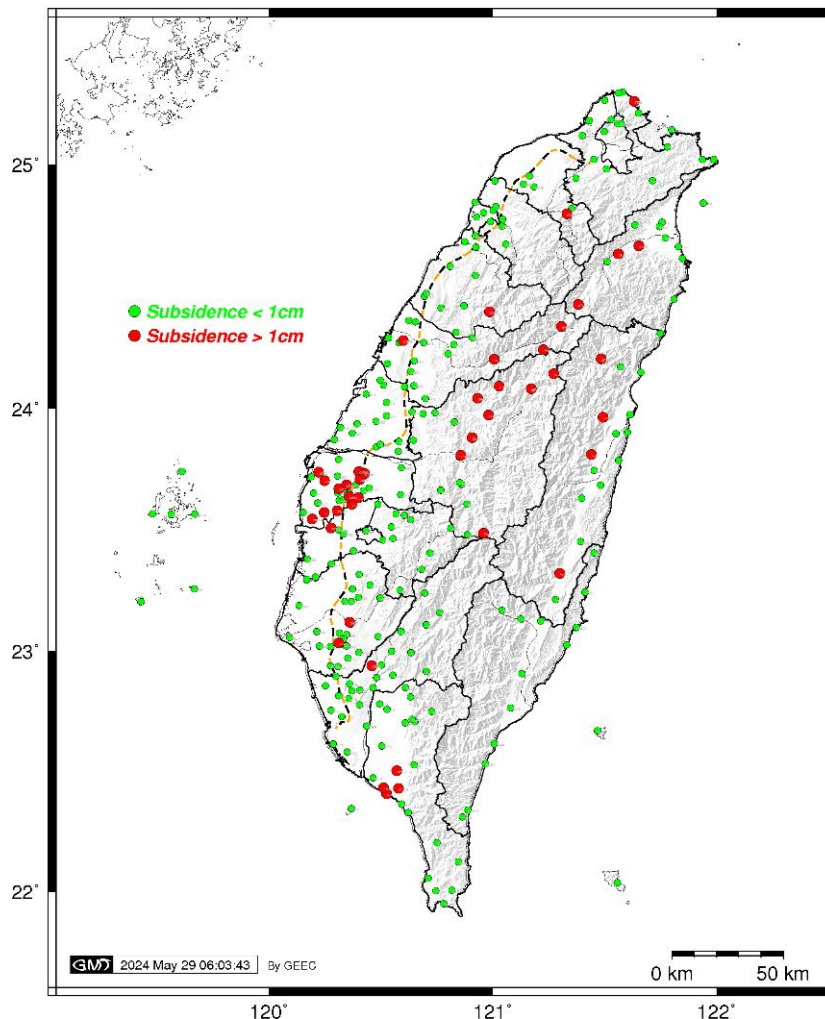 25°
Subsidence < 1cm
Subsidence > 1cm
24°
23°
22°
GMT 2024 May 29 06:03:43 By GEEC
0 km 50 km
120° 121° 122°